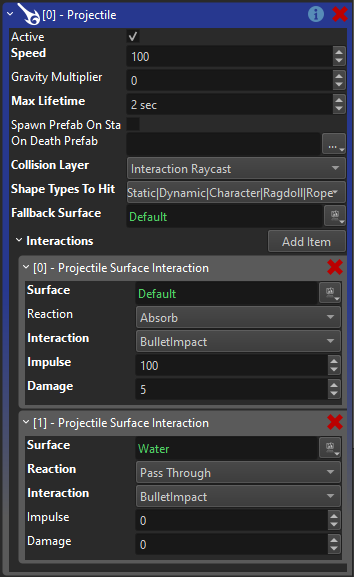 [0] - Projectile
Active
Speed 100
Gravity Multiplier 0
Max Lifetime 2 sec
Spawn Prefab On Sta
On Death Prefab ...
Collision Layer Interaction Raycast
Shape Types To Hit Static|Dynamic|Character|Ragdoll|Rope
Fallback Surface Default
Interactions Add Item
[0] - Projectile Surface Interaction
Surface Default
Reaction Absorb
Interaction BulletImpact
Impulse 100
Damage 5
[1] - Projectile Surface Interaction
Surface Water
Reaction Pass Through
Interaction BulletImpact
Impulse 0
Damage 0